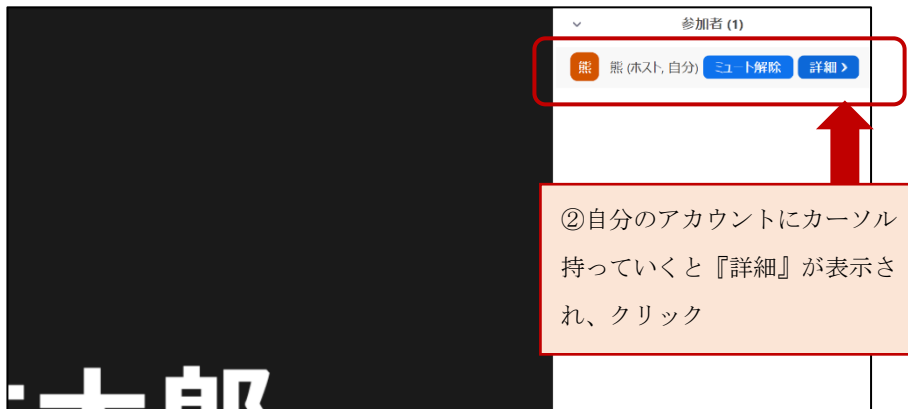 参加者 (1)
熊 熊 (ホスト, 自分) ミュート解除 詳細 >
②自分のアカウントにカーソル
持っていくと『詳細』が表示さ
れ、クリック
太郎